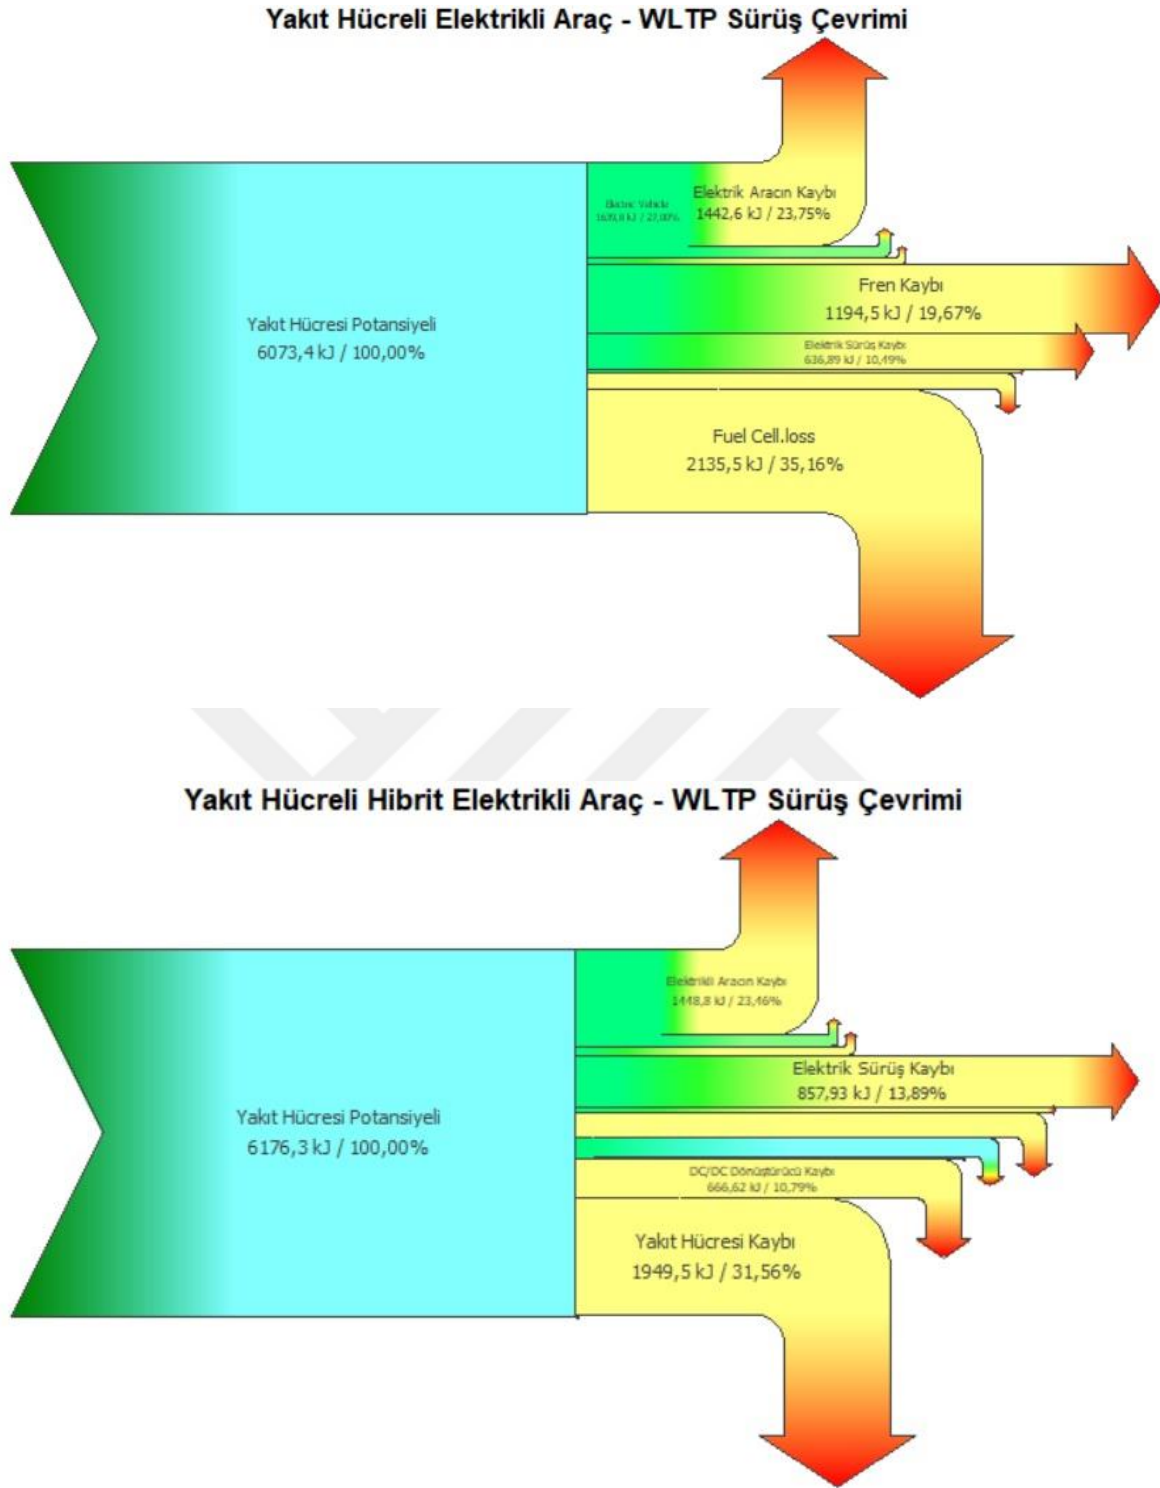 Yakıt Hücreli Elektrikli Araç - WLTP Sürüş Çevrimi
Electric Vehicle
Elektrik Aracın Kaybı
1442,6 kJ / 23,75%
Fren Kaybı
1194,5 kJ / 19,67%
Yakıt Hücresi Potansiyeli
6073,4 kJ / 100,00%
Elektrik Sürüş Kaybı
636,89 kJ / 10,49%
Fuel Cell.loss
2135,5 kJ / 35,16%
Yakıt Hücreli Hibrit Elektrikli Araç - WLTP Sürüş Çevrimi
Elektrikli Aracın Kaybı
1448,8 kJ / 23,46%
Elektrik Sürüş Kaybı
857,93 kJ / 13,89%
Yakıt Hücresi Potansiyeli
6176,3 kJ / 100,00%
DC/DC Dönüştürücü Kaybı
666,62 kJ / 10,79%
Yakıt Hücresi Kaybı
1949,5 kJ / 31,56%